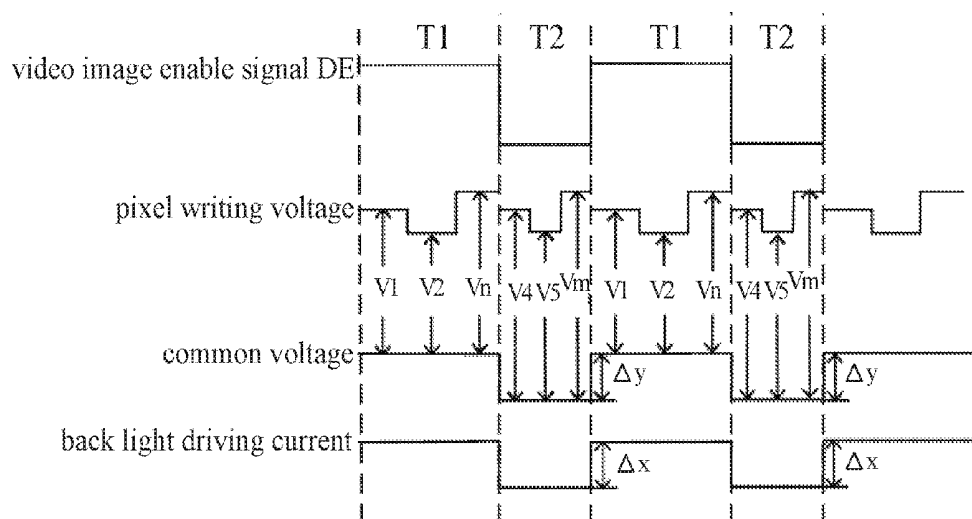 T1 T2 T1 T2
video image enable signal DE
pixel writing voltage
V1 V2 Vn V4 V5 Vm V1 V2 Vn V4 V5 Vm
common voltage
Δy Δy
back light driving current
Δx Δx